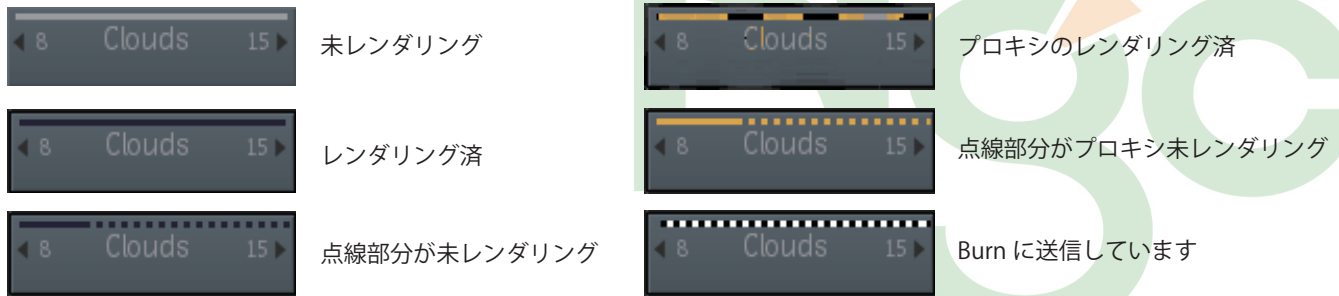 8 Clouds 15
未レンダリング
8 Clouds 15
レンダリング済
8 Clouds 15
点線部分が未レンダリング
8 Clouds 15
プロキシのレンダリング済
8 Clouds 15
点線部分がプロキシ未レンダリング
8 Clouds 15
Burn に送信しています